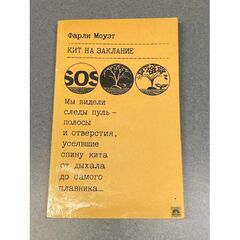 Фарли Моуэт
КИТ НА ЗАКЛАНИЕ
SOS
Мы видели
следы пуль –
полосы
и отверстия,
усеявшие
спину кита
от дыхала
до самого
плавника...